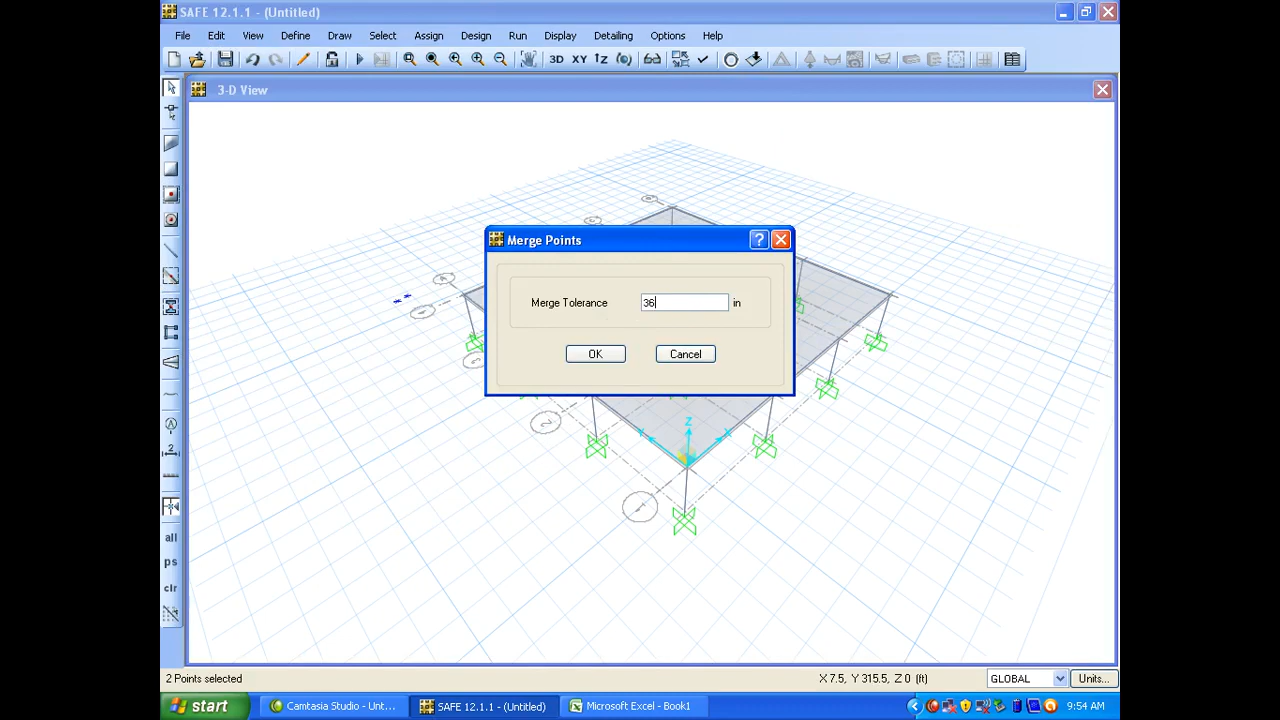 SAFE 12.1.1 - (Untitled)
File Edit View Define Draw Select Assign Design Run Display Detailing Options Help
3D XY
3-D View
Merge Points
Merge Tolerance 36 in
OK Cancel
Z
X
all
ps
clr
2 Points selected X 7.5, Y 315.5, Z 0 (ft) GLOBAL Units...
start Camtasia Studio - Unt... SAFE 12.1.1 - (Untitled) Microsoft Excel - Book1 9:54 AM